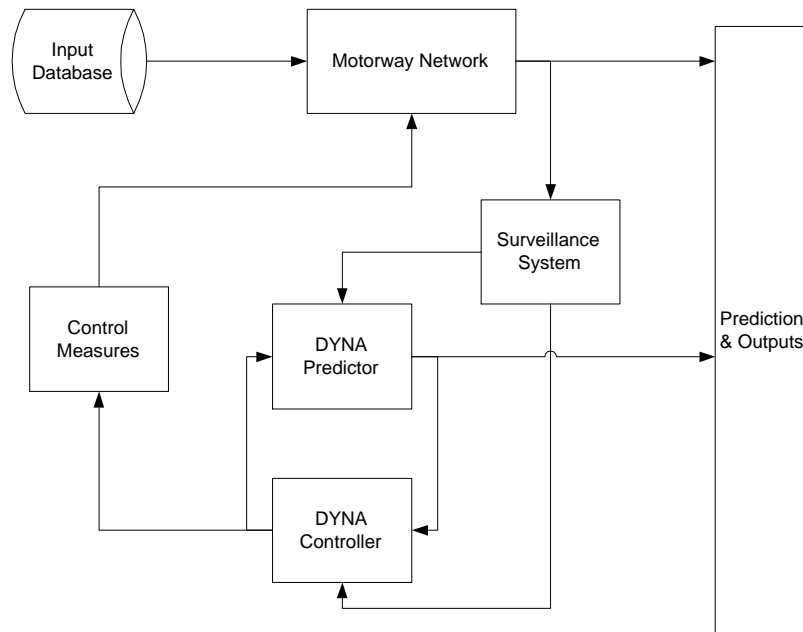 Input
Database
Motorway Network
Surveillance
System
Control
Measures
DYNA
Predictor
Prediction
& Outputs
DYNA
Controller